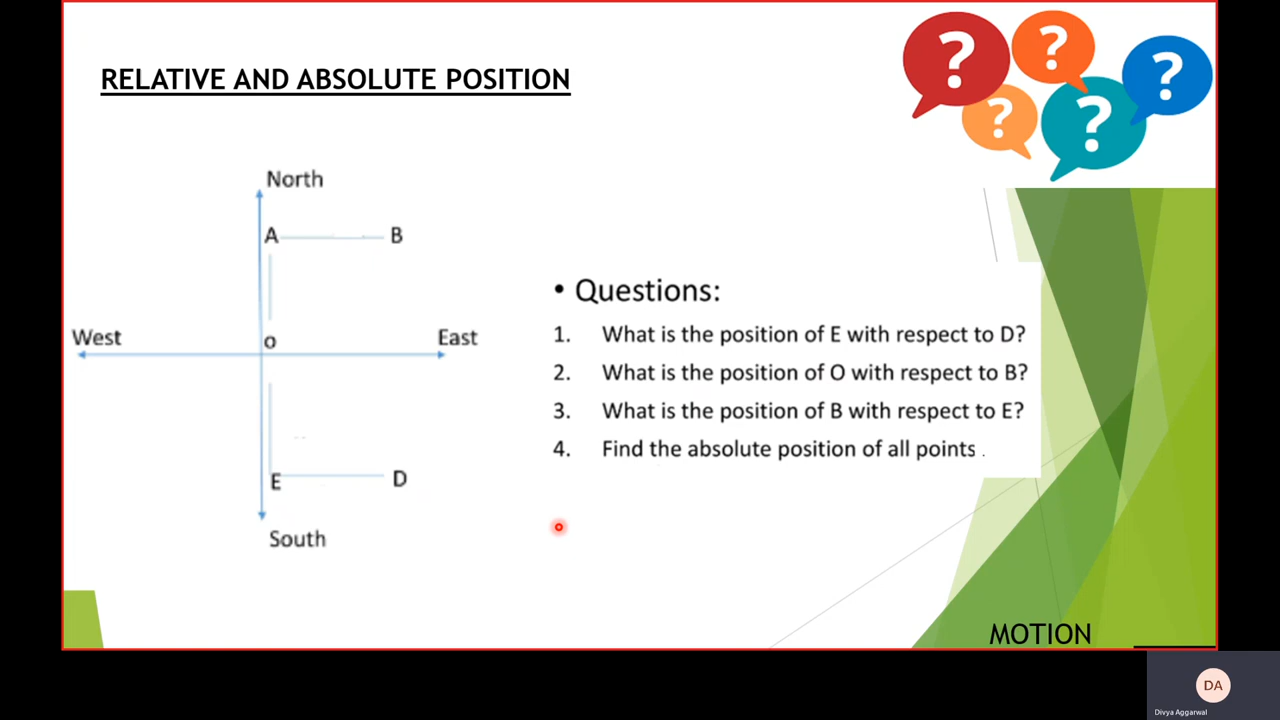 RELATIVE AND ABSOLUTE POSITION
? ? ? ? ?
North
A B
West O East
E D
South
• Questions:
1. What is the position of E with respect to D?
2. What is the position of O with respect to B?
3. What is the position of B with respect to E?
4. Find the absolute position of all points .
MOTION
DA
Divya Aggarwal